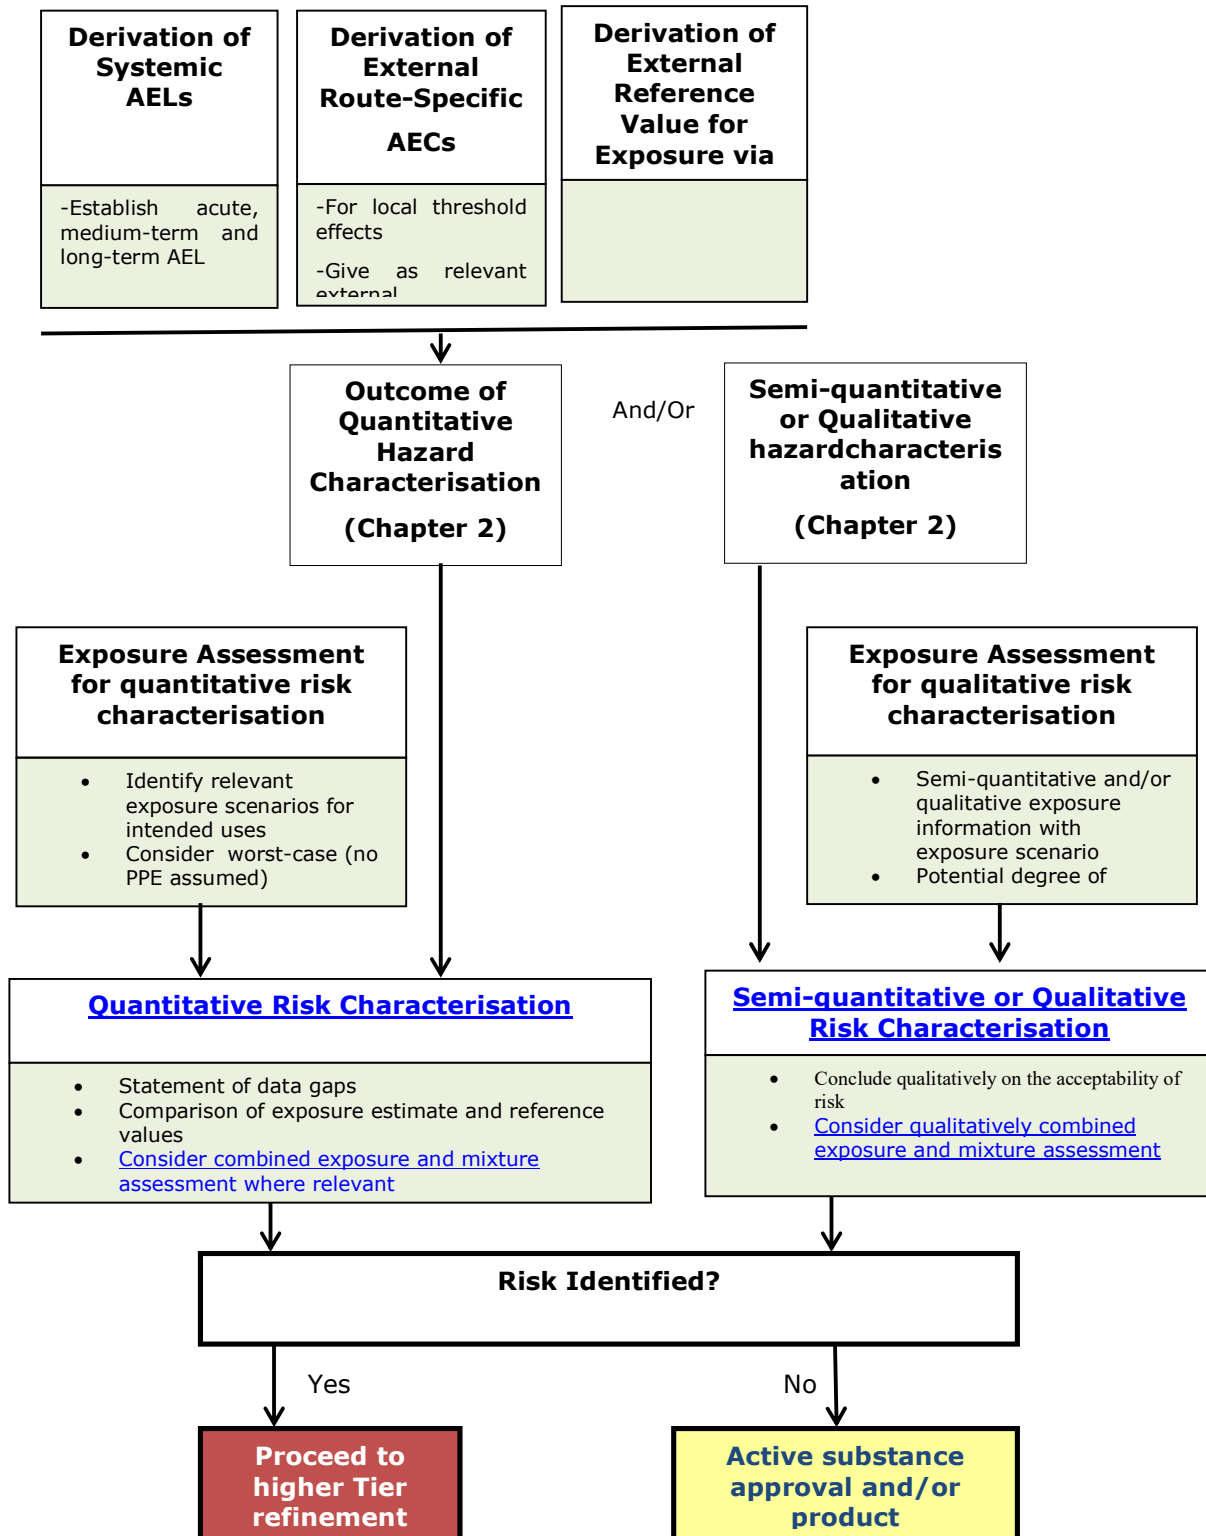 Derivation of
Systemic
AELs
-Establish acute,
medium-term and
long-term AEL
Derivation of
External
Route-Specific
AECs
-For local threshold
effects
-Give as relevant
external
Derivation of
External
Reference
Value for
Exposure via
Outcome of
Quantitative
Hazard
Characterisation
(Chapter 2)
And/Or
Semi-quantitative
or Qualitative
hazardcharacteris
ation
(Chapter 2)
Exposure Assessment
for quantitative risk
characterisation
• Identify relevant
exposure scenarios for
intended uses
• Consider worst-case (no
PPE assumed)
Exposure Assessment
for qualitative risk
characterisation
• Semi-quantitative and/or
qualitative exposure
information with
exposure scenario
• Potential degree of
Quantitative Risk Characterisation
• Statement of data gaps
• Comparison of exposure estimate and reference
values
• Consider combined exposure and mixture
assessment where relevant
Semi-quantitative or Qualitative
Risk Characterisation
• Conclude qualitatively on the acceptability of
risk
• Consider qualitatively combined
exposure and mixture assessment
Risk Identified?
Yes
No
Proceed to
higher Tier
refinement
Active substance
approval and/or
product